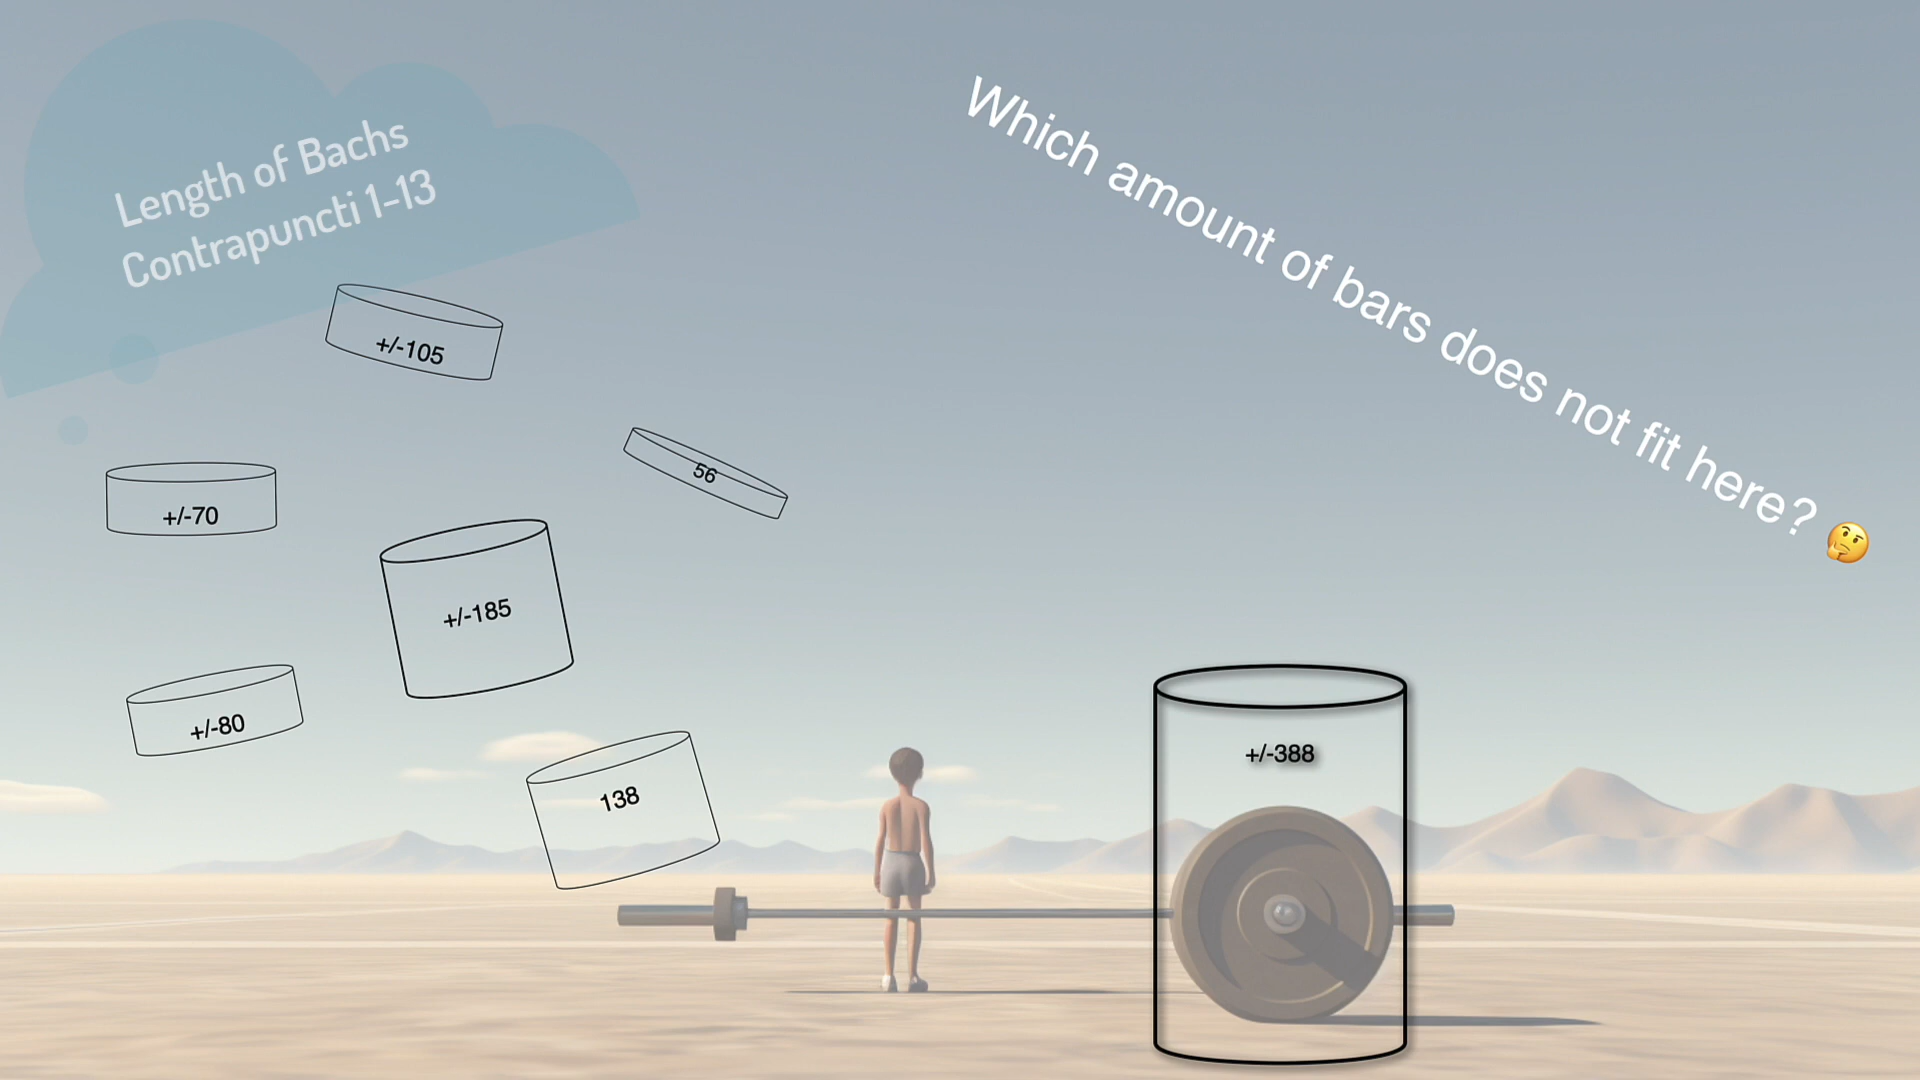 Length of Bachs
Contrapuncti 1-13
Which amount of bars does not fit here? 🤔
+/-105
56
+/-70
+/-185
+/-80
138
+/-388